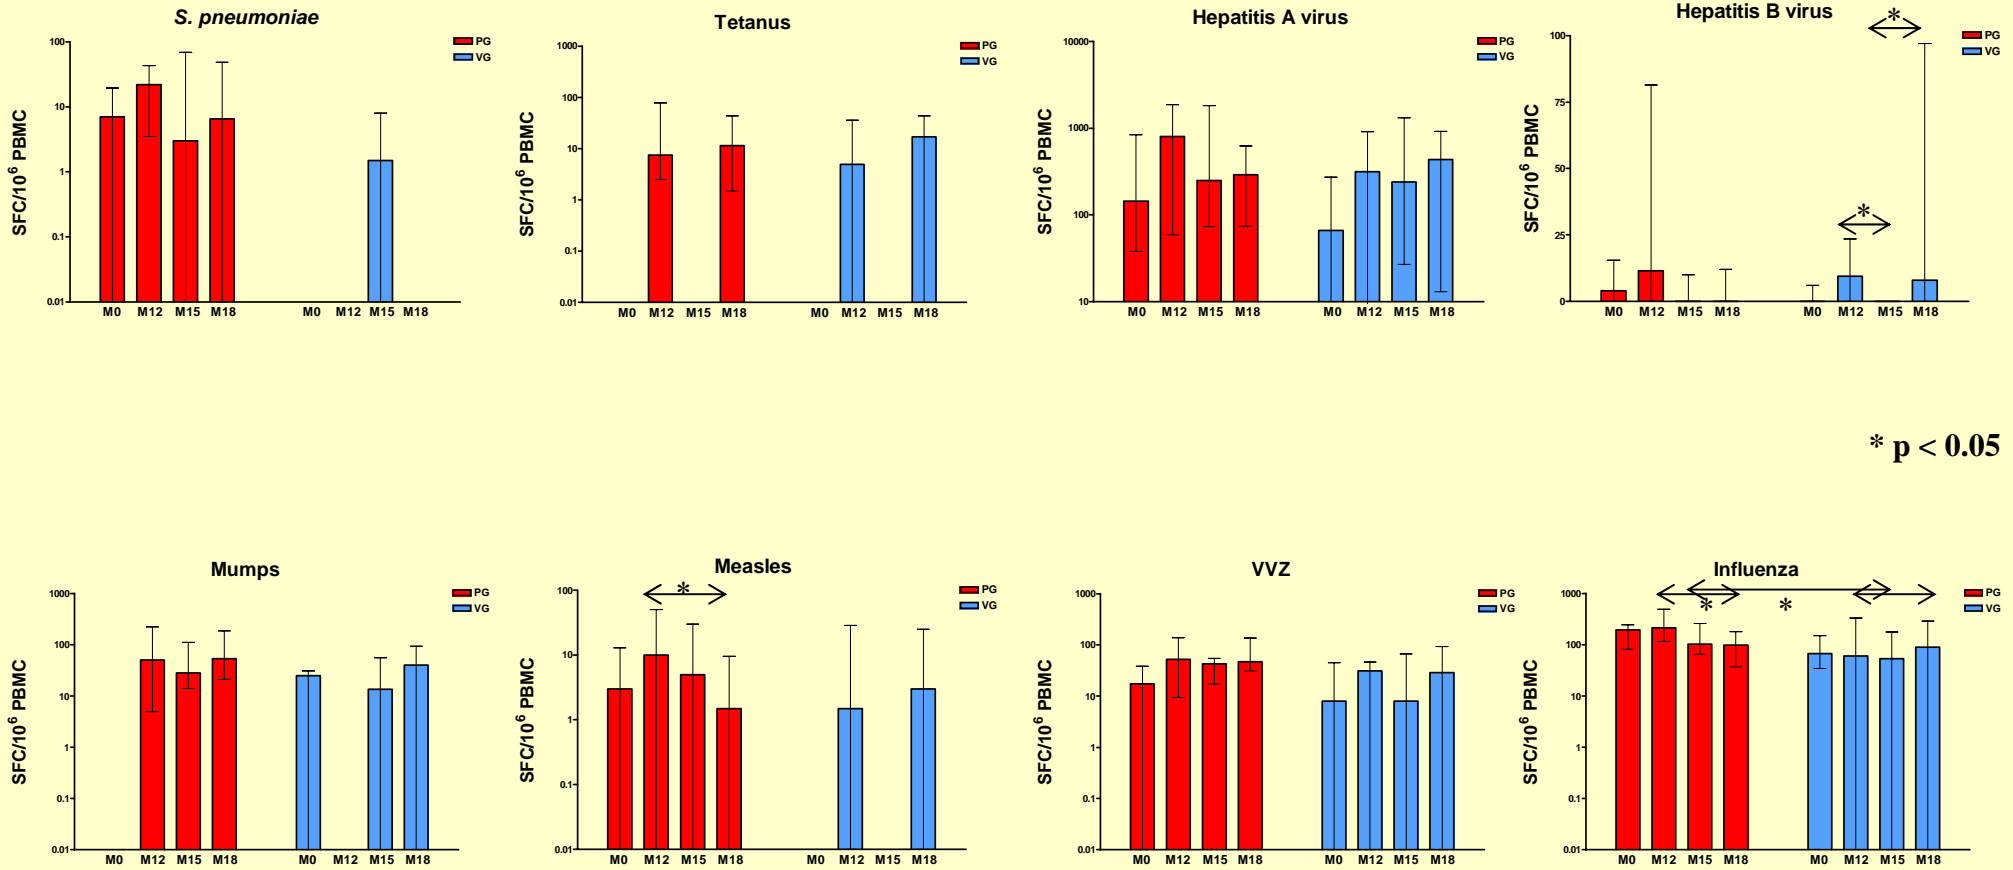 S. pneumoniae
PG
VG
SFC/10⁶ PBMC
100
10
1
0.1
0.01
M0 M12 M15 M18 M0 M12 M15 M18
Tetanus
PG
VG
SFC/10⁶ PBMC
1000
100
10
1
0.1
0.01
M0 M12 M15 M18 M0 M12 M15 M18
Hepatitis A virus
PG
VG
SFC/10⁶ PBMC
10000
1000
100
10
M0 M12 M15 M18 M0 M12 M15 M18
Hepatitis B virus
*
PG
VG
SFC/10⁶ PBMC
100
75
50
25
0
*
M0 M12 M15 M18 M0 M12 M15 M18
* p < 0.05
Mumps
PG
VG
SFC/10⁶ PBMC
1000
100
10
1
0.1
0.01
M0 M12 M15 M18 M0 M12 M15 M18
Measles
*
PG
VG
SFC/10⁶ PBMC
100
10
1
0.1
0.01
M0 M12 M15 M18 M0 M12 M15 M18
VVZ
PG
VG
SFC/10⁶ PBMC
1000
100
10
1
0.1
0.01
M0 M12 M15 M18 M0 M12 M15 M18
Influenza
* *
PG
VG
SFC/10⁶ PBMC
1000
100
10
1
0.1
0.01
M0 M12 M15 M18 M0 M12 M15 M18